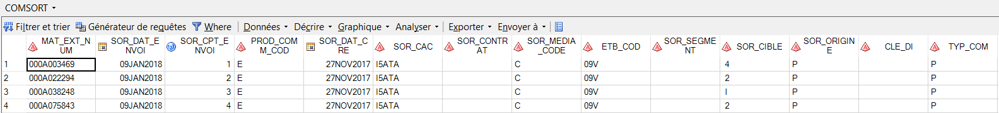 COMSORT
Filtrer et trier Générateur de requêtes Where Données Décrire Graphique Analyser Exporter Envoyer à
MAT_EXT_NUM SOR_DAT_ENVOI SOR_CPT_ENVOI PROD_COMM_COD SOR_DAT_CRE SOR_CAC SOR_CONTRAT SOR_MEDIA_CODE ETB_COD SOR_SEGMENT SOR_CIBLE SOR_ORIGINE CLE_DI TYP_COM
1 000A003469 09JAN2018 1 E 27NOV2017 I5ATA C 09V 4 P P
2 000A022294 09JAN2018 2 E 27NOV2017 I5ATA C 09V 2 P P
3 000A038248 09JAN2018 3 E 27NOV2017 I5ATA C 09V I P P
4 000A075843 09JAN2018 4 E 27NOV2017 I5ATA C 09V 2 P P